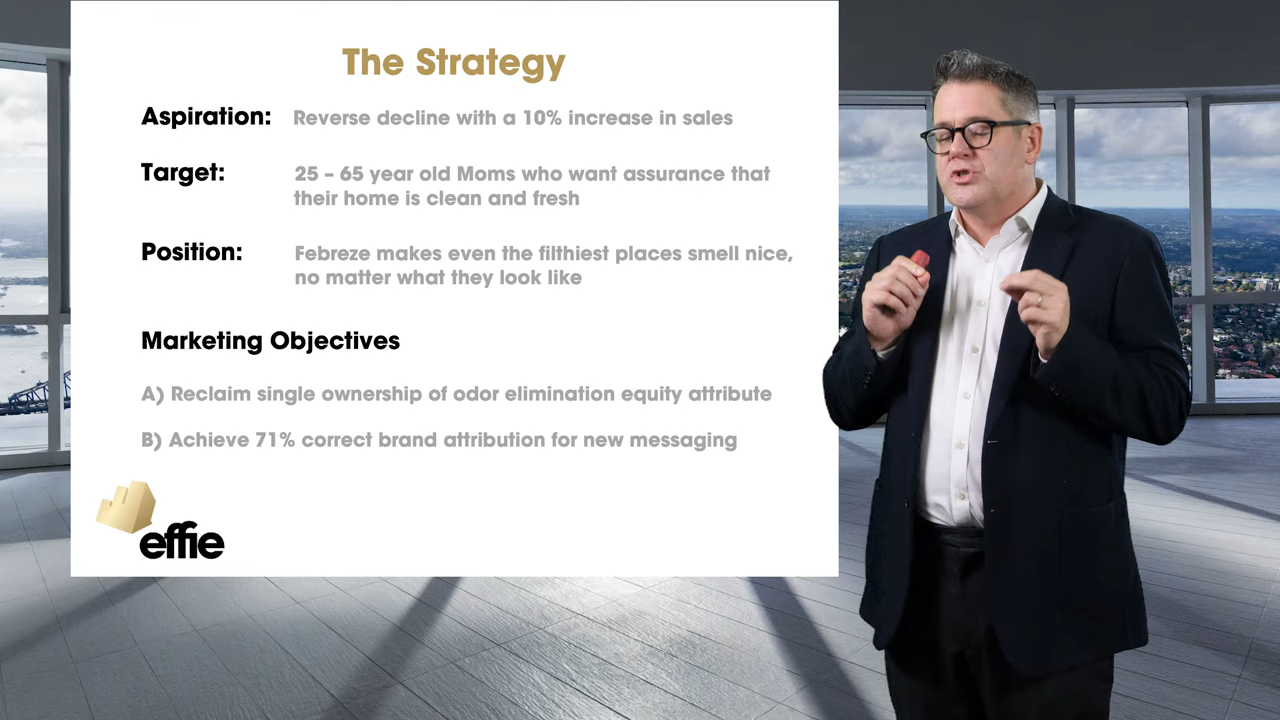 The Strategy
Aspiration: Reverse decline with a 10% increase in sales
Target: 25 – 65 year old Moms who want assurance that
their home is clean and fresh
Position: Febreze makes even the filthiest places smell nice,
no matter what they look like
Marketing Objectives
A) Reclaim single ownership of odor elimination equity attribute
B) Achieve 71% correct brand attribution for new messaging
effie